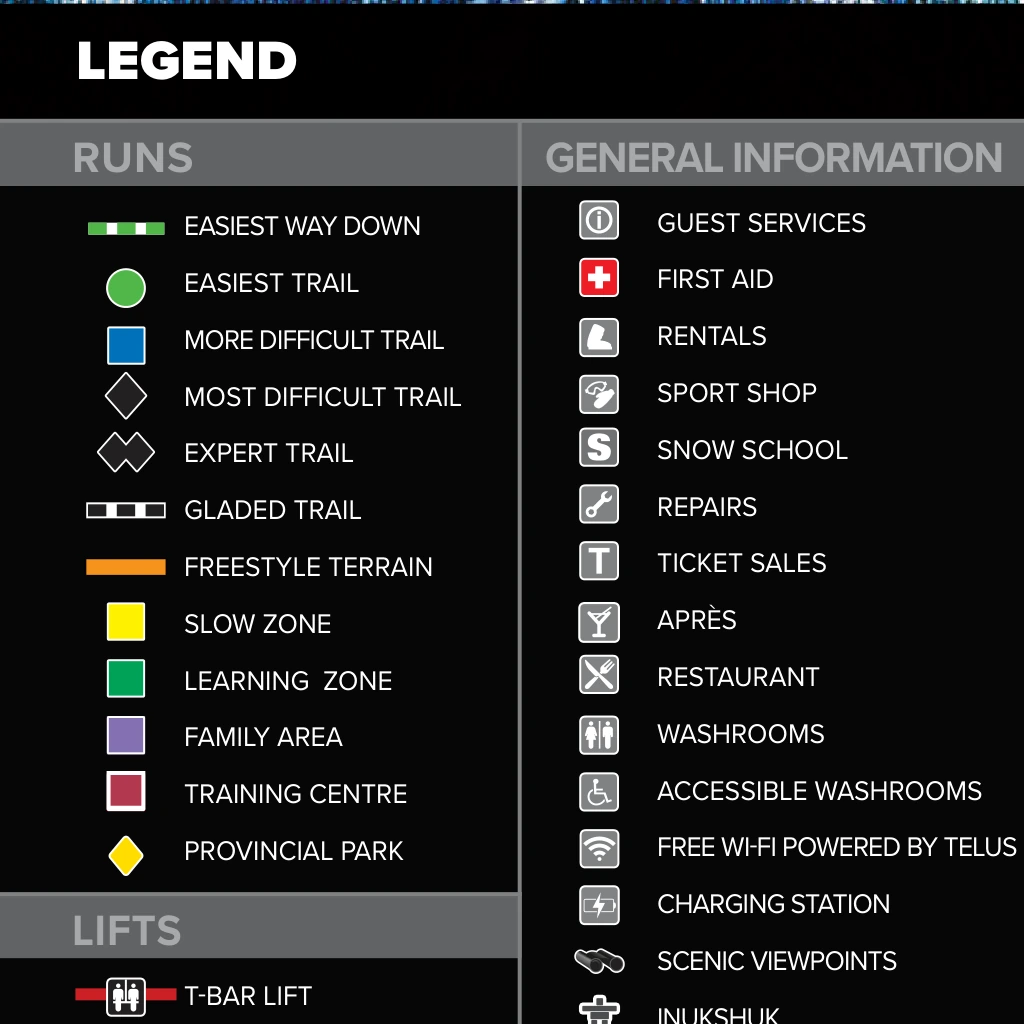 LEGEND
RUNS
EASIEST WAY DOWN
EASIEST TRAIL
MORE DIFFICULT TRAIL
MOST DIFFICULT TRAIL
EXPERT TRAIL
GLADED TRAIL
FREESTYLE TERRAIN
SLOW ZONE
LEARNING ZONE
FAMILY AREA
TRAINING CENTRE
PROVINCIAL PARK
LIFTS
T-BAR LIFT
GENERAL INFORMATION
i GUEST SERVICES
FIRST AID
RENTALS
SPORT SHOP
S SNOW SCHOOL
REPAIRS
T TICKET SALES
APRÈS
RESTAURANT
WASHROOMS
ACCESSIBLE WASHROOMS
FREE WI-FI POWERED BY TELUS
CHARGING STATION
SCENIC VIEWPOINTS
INUKSHUK